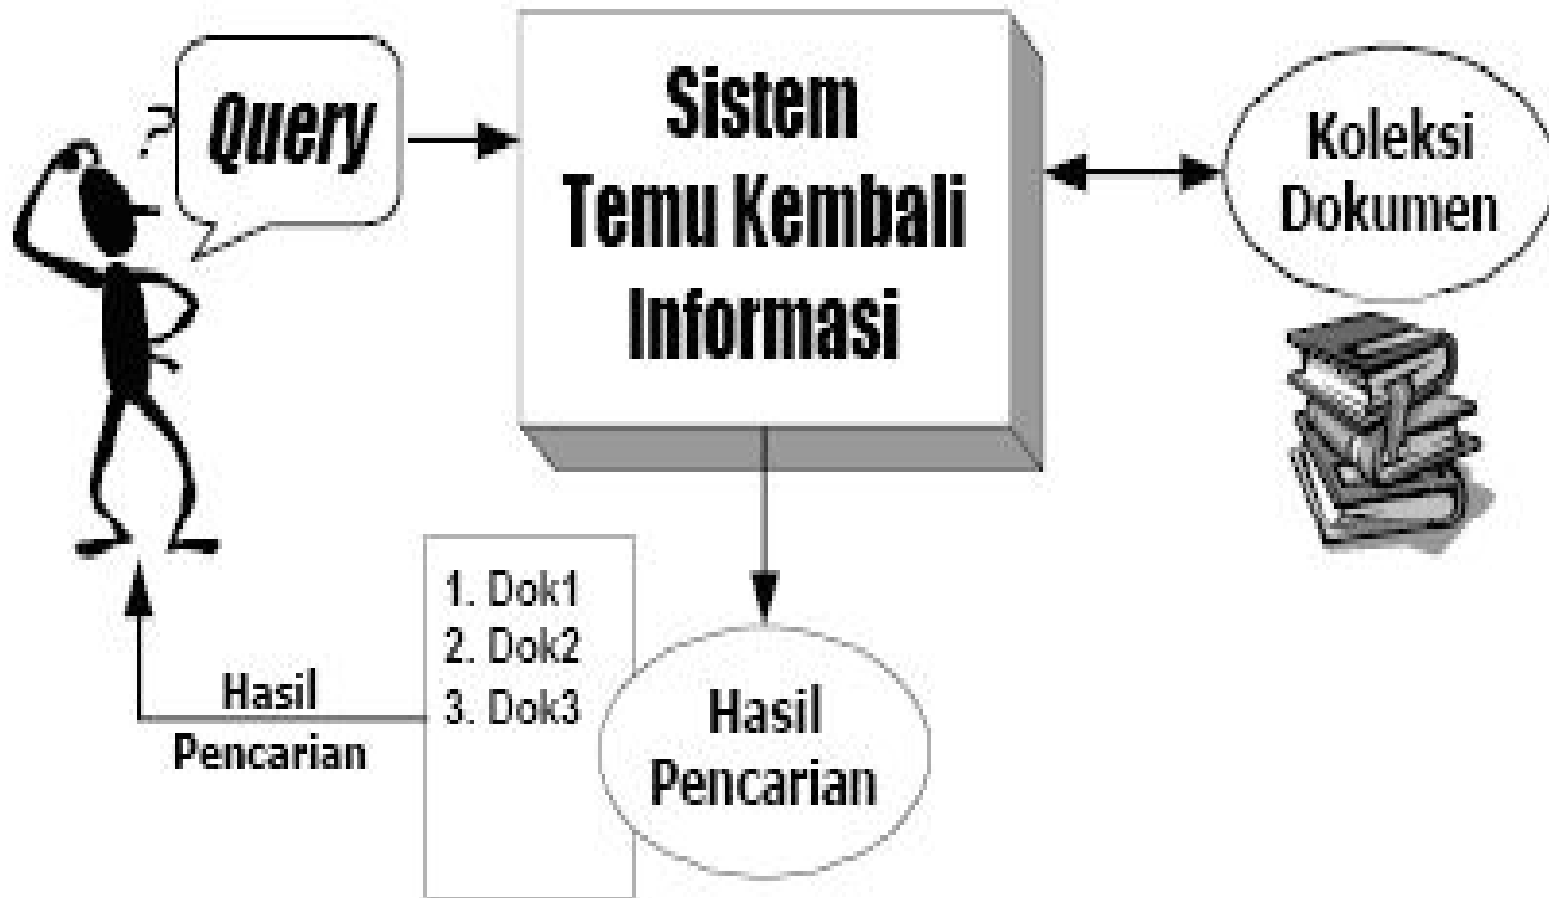 Query
Sistem
Temu Kembali
Informasi
Koleksi
Dokumen
1. Dok1
2. Dok2
3. Dok3
Hasil
Pencarian
Hasil
Pencarian